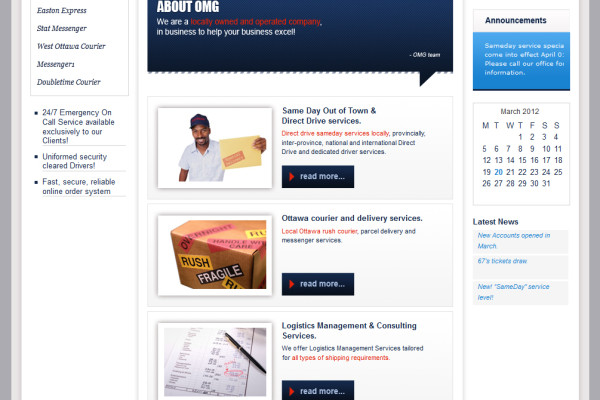 Easton Express
Stat Messenger
West Ottawa Courier
Messenger1
Doubletime Courier
24/7 Emergency On
Call Service available
exclusively to our
Clients!
Uniformed security
cleared Drivers!
Fast, secure, reliable
online order system
ABOUT OMG
We are a locally owned and operated company,
in business to help your business excel!
- OMG team
Same Day Out of Town &
Direct Drive services.
Direct drive sameday services locally, provincially,
inter-province, national and international Direct
Drive and dedicated driver services.
read more...
OVERNIGHT
HANDLE WITH CARE
RUSH
RUSH
FRAGILE
Ottawa courier and delivery services.
Local Ottawa rush courier, parcel delivery and
messenger services.
read more...
Logistics Management & Consulting
Services.
We offer Logistics Management Services tailored
for all types of shipping requirements.
read more...
Announcements
Sameday service specia
come into effect April 0
Please call our office for
information.
March 2012
M T W T F S S
1 2 3 4
5 6 7 8 9 10 11
12 13 14 15 16 17 18
19 20 21 22 23 24 25
26 27 28 29 30 31
Latest News
New Accounts opened in
March.
67's tickets draw.
New! "SameDay" service
level!